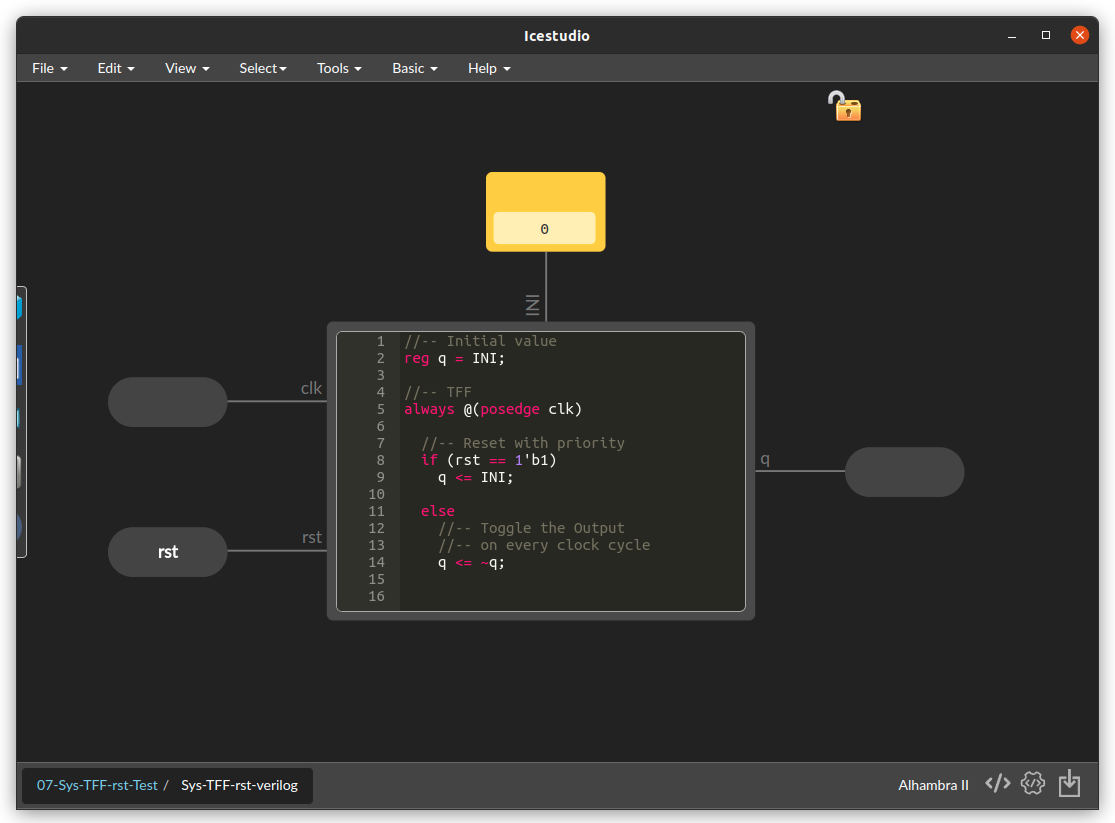 Icestudio
File Edit View Select Tools Basic Help
0
INI
clk
rst
rst
q
1 //-- Initial value
2 reg q = INI;
3
4 //-- TFF
5 always @(posedge clk)
6
7 //-- Reset with priority
8 if (rst == 1'b1)
9 q <= INI;
10
11 else
12 //-- Toggle the Output
13 //-- on every clock cycle
14 q <= ~q;
15
16
07-Sys-TFF-rst-Test / Sys-TFF-rst-verilog
Alhambra II